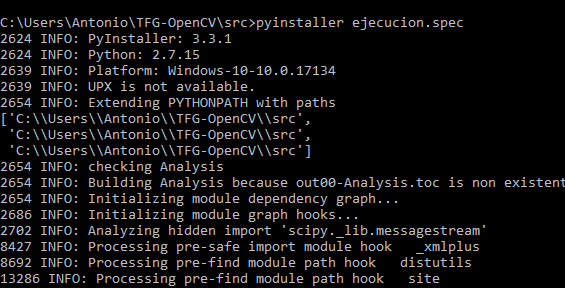 C:\Users\Antonio\TFG-OpenCV\src>pyinstaller ejecucion.spec
2624 INFO: PyInstaller: 3.3.1
2624 INFO: Python: 2.7.15
2639 INFO: Platform: Windows-10-10.0.17134
2639 INFO: UPX is not available.
2654 INFO: Extending PYTHONPATH with paths
['C:\\Users\\Antonio\\TFG-OpenCV\\src',
 'C:\\Users\\Antonio\\TFG-OpenCV\\src',
 'C:\\Users\\Antonio\\TFG-OpenCV\\src']
2654 INFO: checking Analysis
2654 INFO: Building Analysis because out00-Analysis.toc is non existent
2654 INFO: Initializing module dependency graph...
2686 INFO: Initializing module graph hooks...
2702 INFO: Analyzing hidden import 'scipy._lib.messagestream'
8427 INFO: Processing pre-safe import module hook   _xmlplus
8692 INFO: Processing pre-find module path hook   distutils
13286 INFO: Processing pre-find module path hook   site